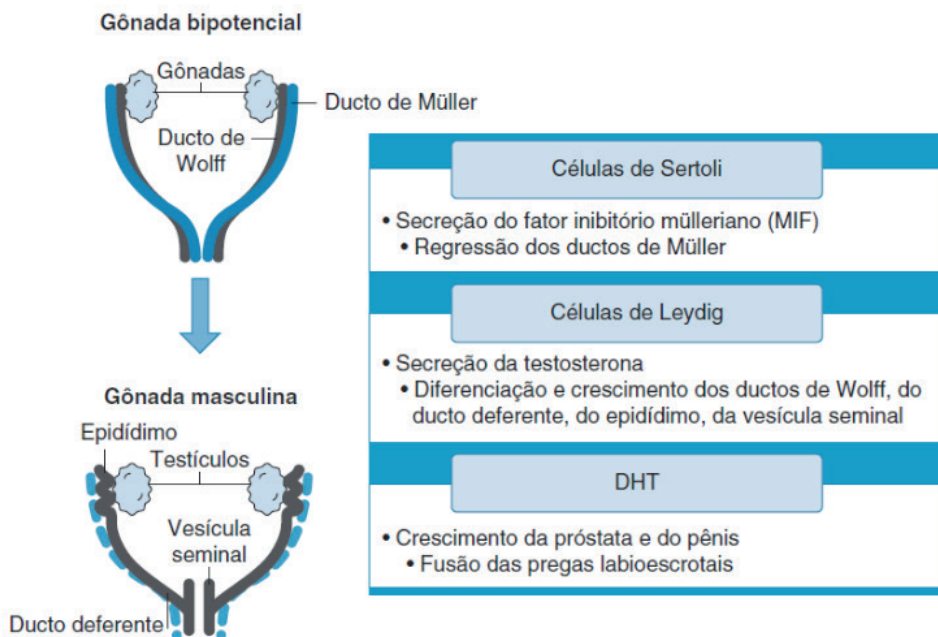 Gônada bipotencial
Gônadas
Ducto de Müller
Ducto de
Wolff
Gônada masculina
Epidídimo
Testículos
Vesícula
seminal
Ducto deferente
Células de Sertoli
• Secreção do fator inibitório mülleriano (MIF)
• Regressão dos ductos de Müller
Células de Leydig
• Secreção da testosterona
• Diferenciação e crescimento dos ductos de Wolff, do
ducto deferente, do epidídimo, da vesícula seminal
DHT
• Crescimento da próstata e do pênis
• Fusão das pregas labioescrotais